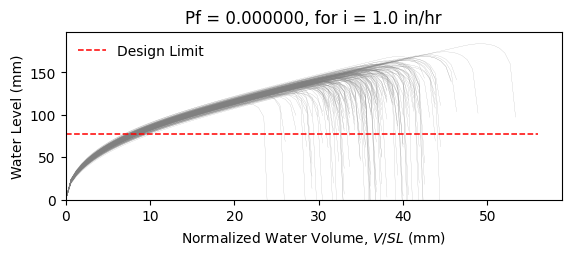 Pf = 0.000000, for i = 1.0 in/hr
Design Limit
Water Level (mm)
150
100
50
0
0 10 20 30 40 50
Normalized Water Volume, V/SL (mm)